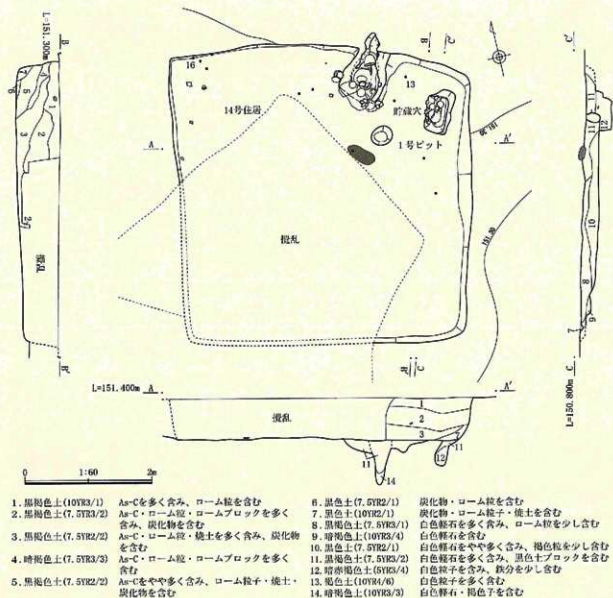 L=151.300m
B
B
C
C'
16
13
14号住居
貯蔵穴
1号ピット
A
A'
151.30
151.20
撹乱
撹乱
B'
B'
C
L=150.800m
C
L=151.400m
A
A'
撹乱
1
2
3
11
14
12
11
0 1:60 2m
1.黒褐色土(10YR3/1) As-Cを多く含み、ローム粒を含む
2.黒褐色土(7.5YR3/2) As-C・ローム粒・ロームブロックを多く
含み、炭化物を含む
3.黒褐色土(7.5YR2/2) As-C・ローム粒・焼土を多く含み、炭化物
を含む
4.暗褐色土(7.5YR3/3) As-C・ローム粒・ロームブロックを多く
含む
5.黒褐色土(7.5YR2/2) As-Cをやや多く含み、ローム粒子・焼土・
炭化物を含む
6.黒色土(7.5YR2/1) 炭化物・ローム粒を含む
7.黒色土(10YR2/1) 炭化物・ローム粒子・焼土を含む
8.黒褐色土(7.5YR3/1) 白色軽石を多く含み、ローム粒を少し含む
9.暗褐色土(10YR3/4) 白色軽石を含む
10.黒色土(7.5YR2/1) 白色軽石をやや多く含み、褐色粒を少し含む
11.黒褐色土(7.5YR3/2) 白色軽石を多く含み、黒色土ブロックを含む
12.暗赤褐色土(5YR3/4) 白色粒子を含み、鉄分を少し含む
13.褐色土(10YR4/6) 白色粒子を多く含む
14.暗褐色土(10YR3/3) 白色軽石・褐色子を含む